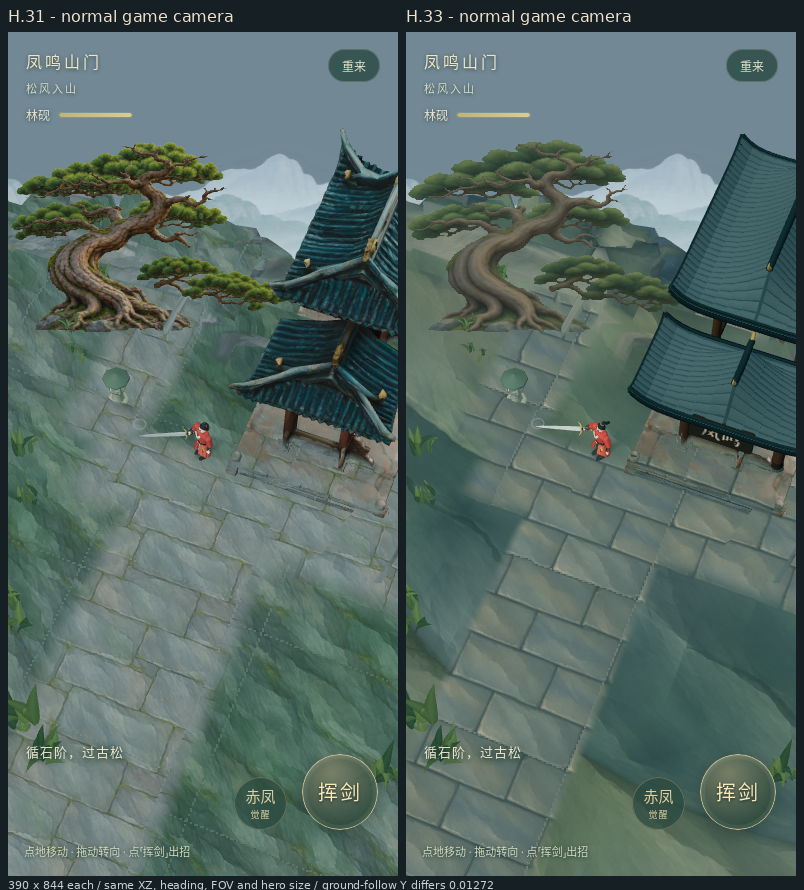 H.31 - normal game camera
凤鸣山门
重来
松风入山
林砚
循石阶，过古松
赤凤
觉醒
挥剑
点地移动 · 拖动转向 · 点「挥剑」出招
H.33 - normal game camera
凤鸣山门
重来
松风入山
林砚
循石阶，过古松
赤凤
觉醒
挥剑
点地移动 · 拖动转向 · 点「挥剑」出招
390 x 844 each / same XZ, heading, FOV and hero size / ground-follow Y differs 0.01272